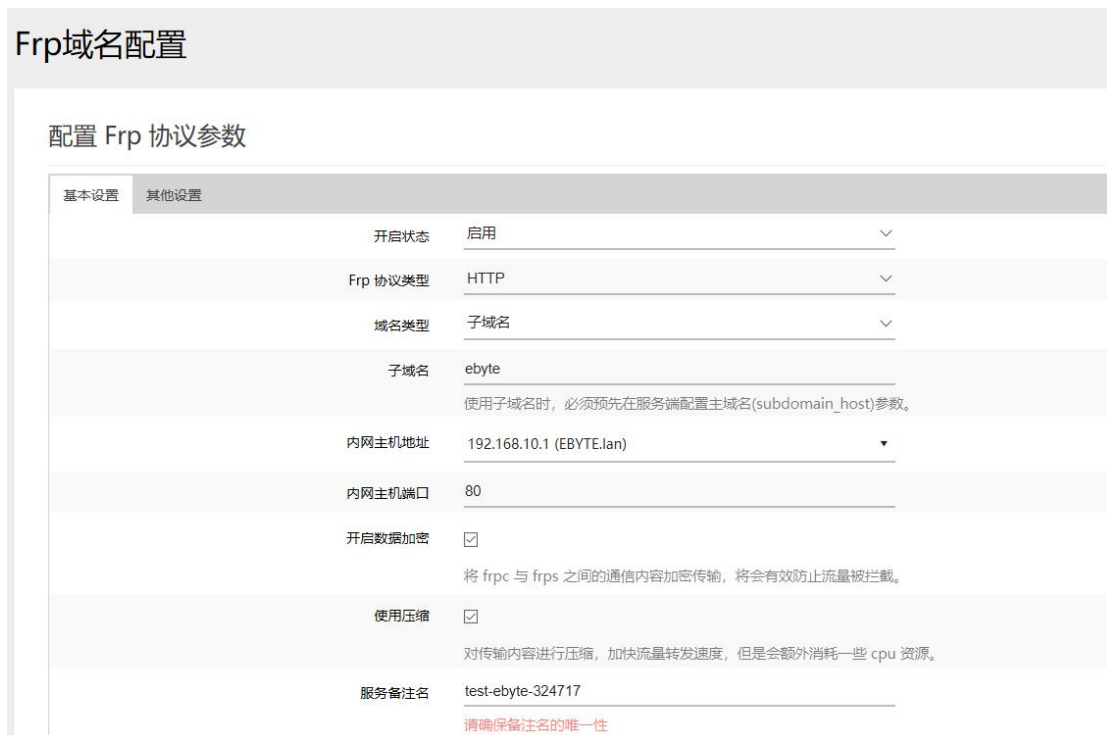 Frp域名配置
配置 Frp 协议参数
基本设置 其他设置
开启状态 启用
Frp 协议类型 HTTP
域名类型 子域名
子域名 ebyte
使用子域名时，必须预先在服务端配置主域名(subdomain_host)参数。
内网主机地址 192.168.10.1 (EBYTE.lan)
内网主机端口 80
开启数据加密
将 frpc 与 frps 之间的通信内容加密传输，将会有效防止流量被拦截。
使用压缩
对传输内容进行压缩，加快流量转发速度，但是会额外消耗一些 cpu 资源。
服务备注名 test-ebyte-324717
请确保备注名的唯一性